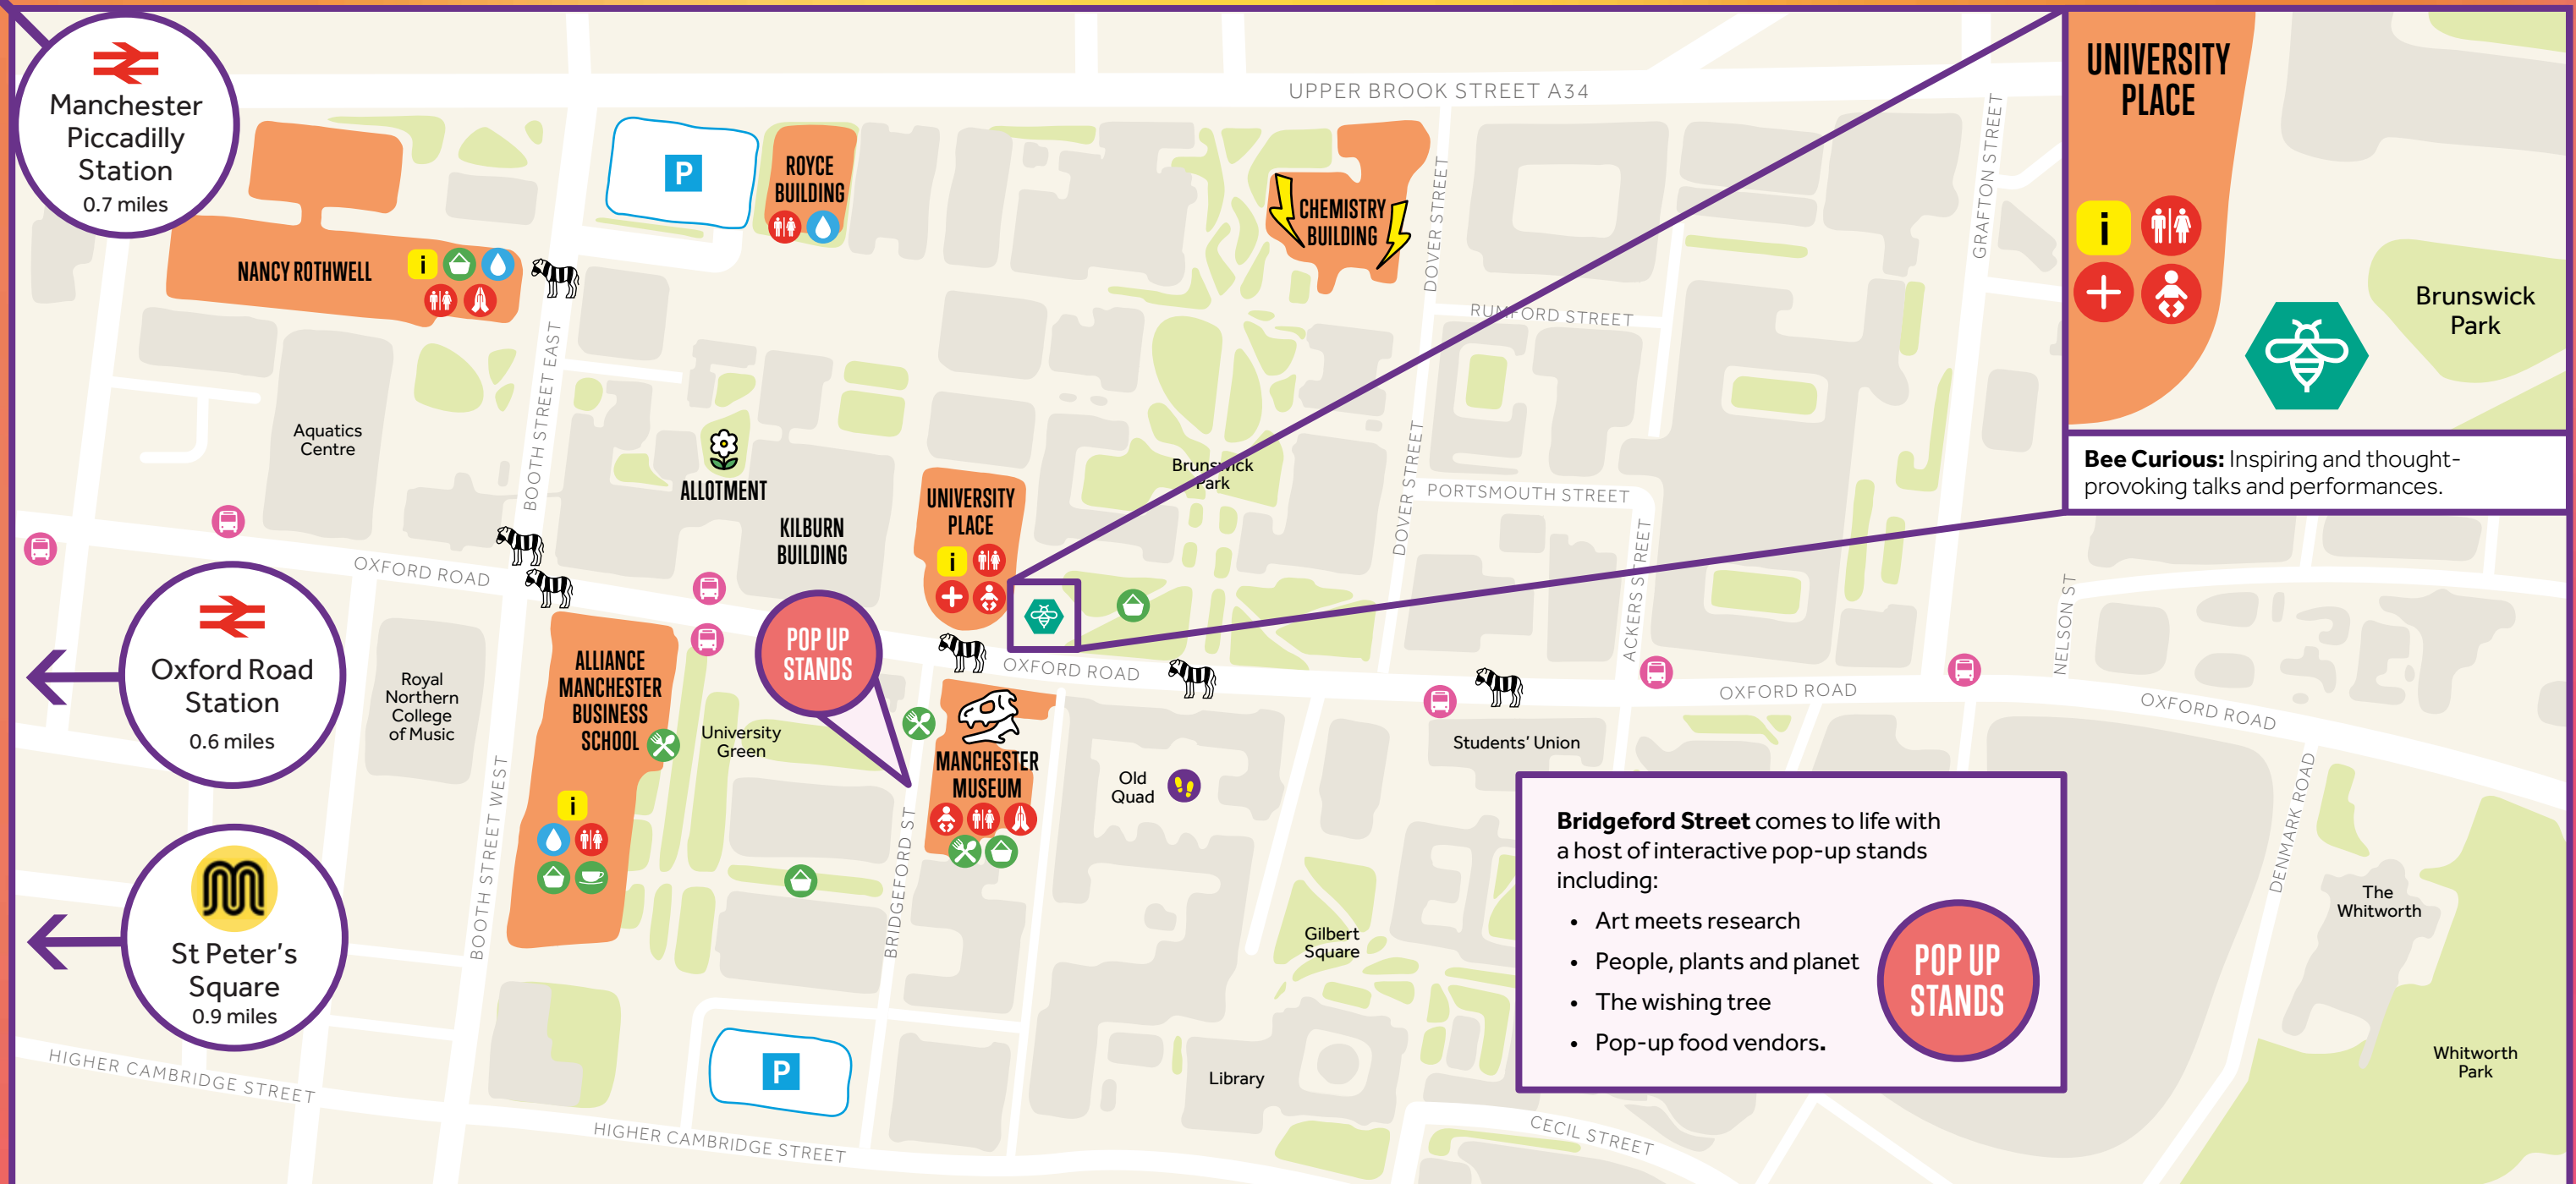 Manchester
Piccadilly
Station
0.7 miles
UPPER BROOK STREET A34
P
ROYCE
BUILDING
CHEMISTRY
BUILDING
DOVER STREET
GRAFTON STREET
UNIVERSITY
PLACE
i
Brunswick
Park
Bee Curious: Inspiring and thought-
provoking talks and performances.
NANCY ROTHWELL
i
RUMFORD STREET
BOOTH STREET EAST
Aquatics
Centre
ALLOTMENT
KILBURN
BUILDING
UNIVERSITY
PLACE
i
Brunswick
Park
DOVER STREET
PORTSMOUTH STREET
ACKERS STREET
NELSON ST
OXFORD ROAD
Oxford Road
Station
0.6 miles
Royal
Northern
College
of Music
ALLIANCE
MANCHESTER
BUSINESS
SCHOOL
i
University
Green
POP UP
STANDS
OXFORD ROAD
MANCHESTER
MUSEUM
Old
Quad
Students' Union
OXFORD ROAD
OXFORD ROAD
BOOTH STREET WEST
BRIDGEFORD ST
DENMARK ROAD
St Peter's
Square
0.9 miles
Gilbert
Square
Library
Bridgeford Street comes to life with
a host of interactive pop-up stands
including:
• Art meets research
• People, plants and planet
• The wishing tree
• Pop-up food vendors.
POP UP
STANDS
The
Whitworth
Whitworth
Park
P
HIGHER CAMBRIDGE STREET
HIGHER CAMBRIDGE STREET
CECIL STREET